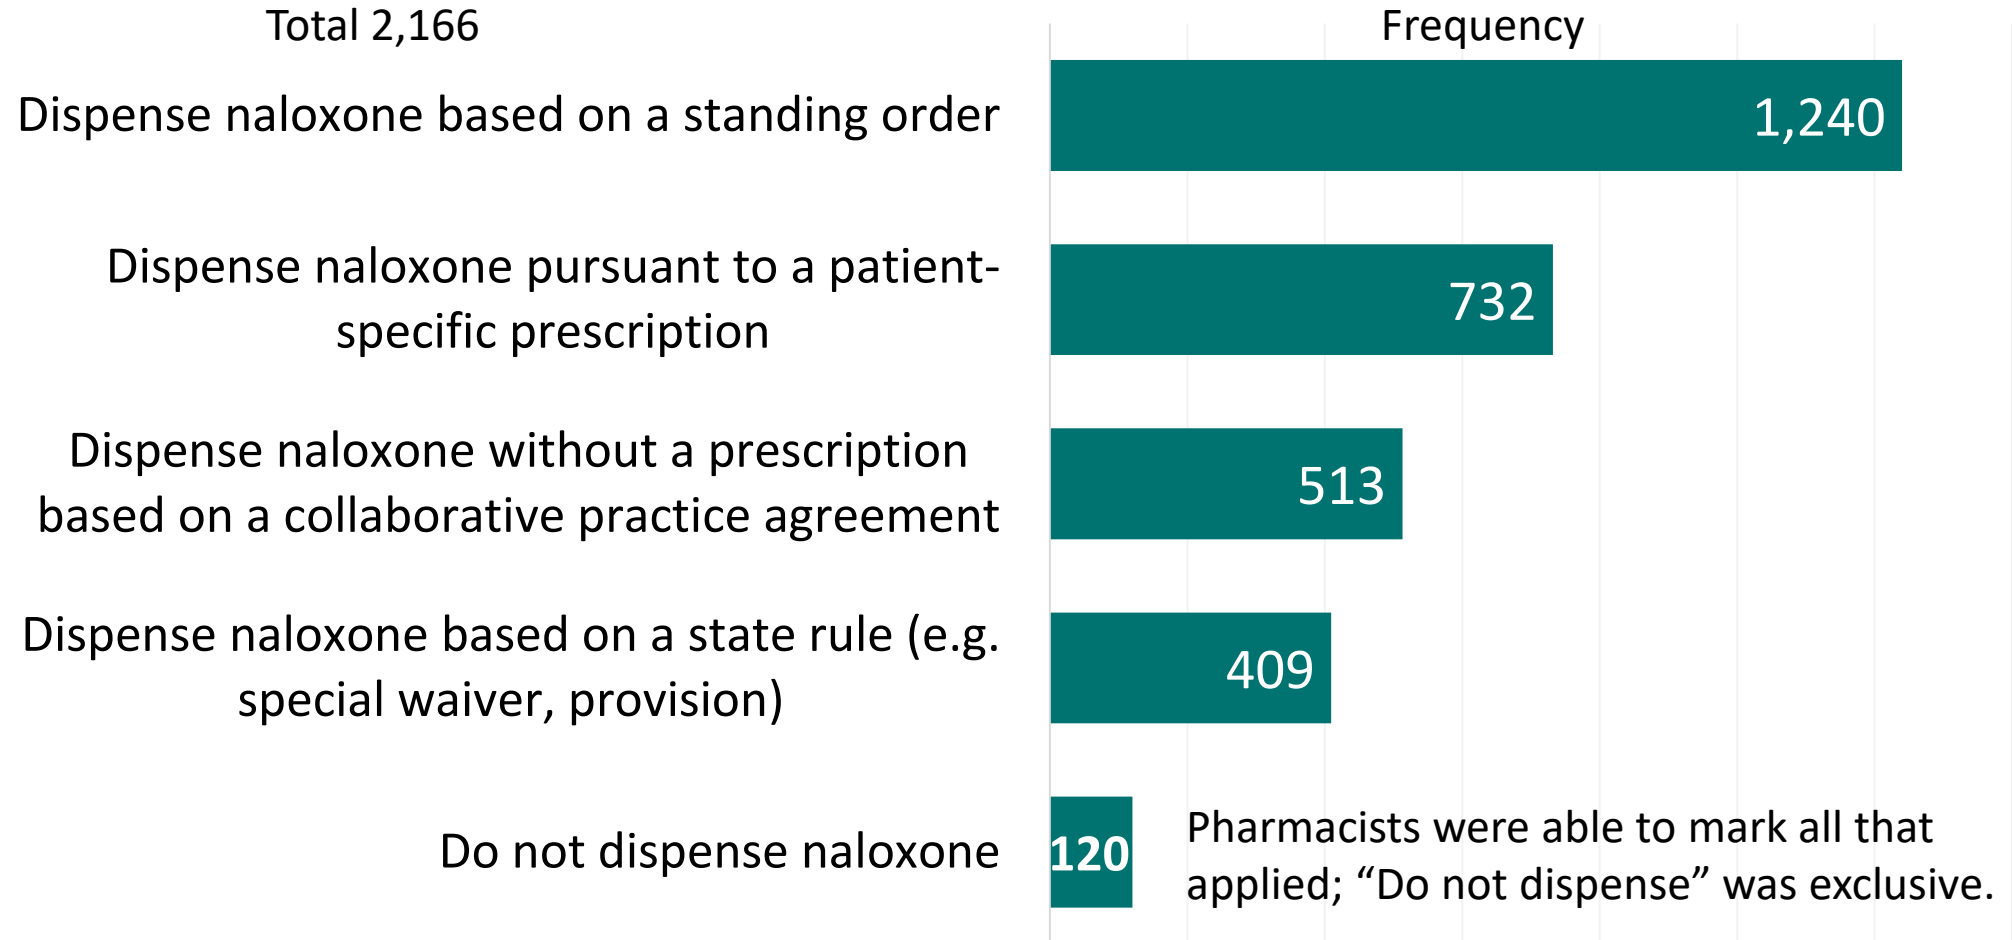 Total 2,166
Frequency
Dispense naloxone based on a standing order
1,240
Dispense naloxone pursuant to a patient-
specific prescription
732
Dispense naloxone without a prescription
based on a collaborative practice agreement
513
Dispense naloxone based on a state rule (e.g.
special waiver, provision)
409
Do not dispense naloxone
120
Pharmacists were able to mark all that
applied; “Do not dispense” was exclusive.